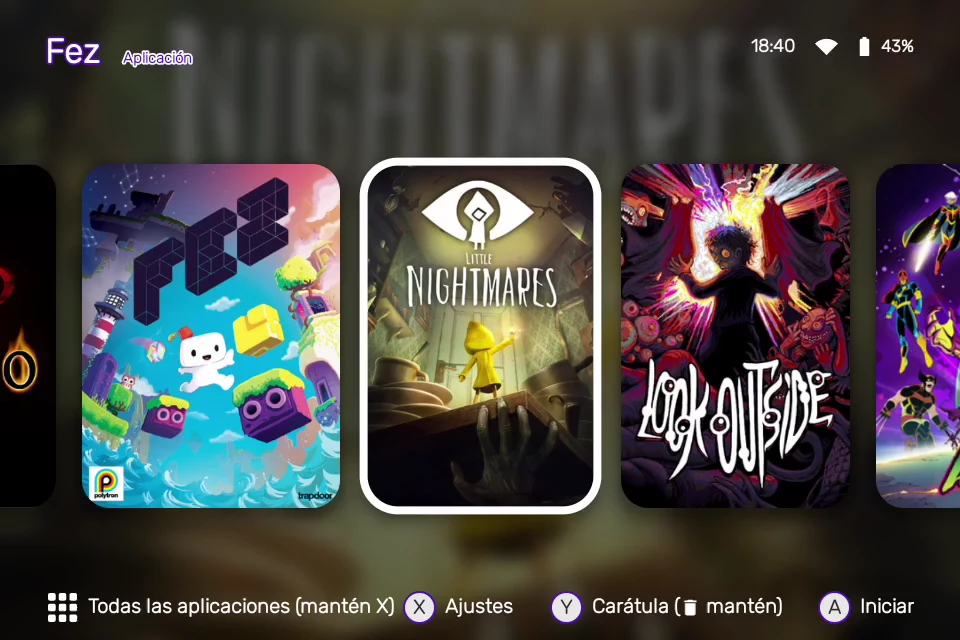 Fez Aplicación
18:40 43%
NIGHTMARES
FEZ
LITTLE
NIGHTMARES
LOOK OUTSIDE
polytron
trapdoor
Todas las aplicaciones (mantén X) X Ajustes Y Carátula ( mantén) A Iniciar